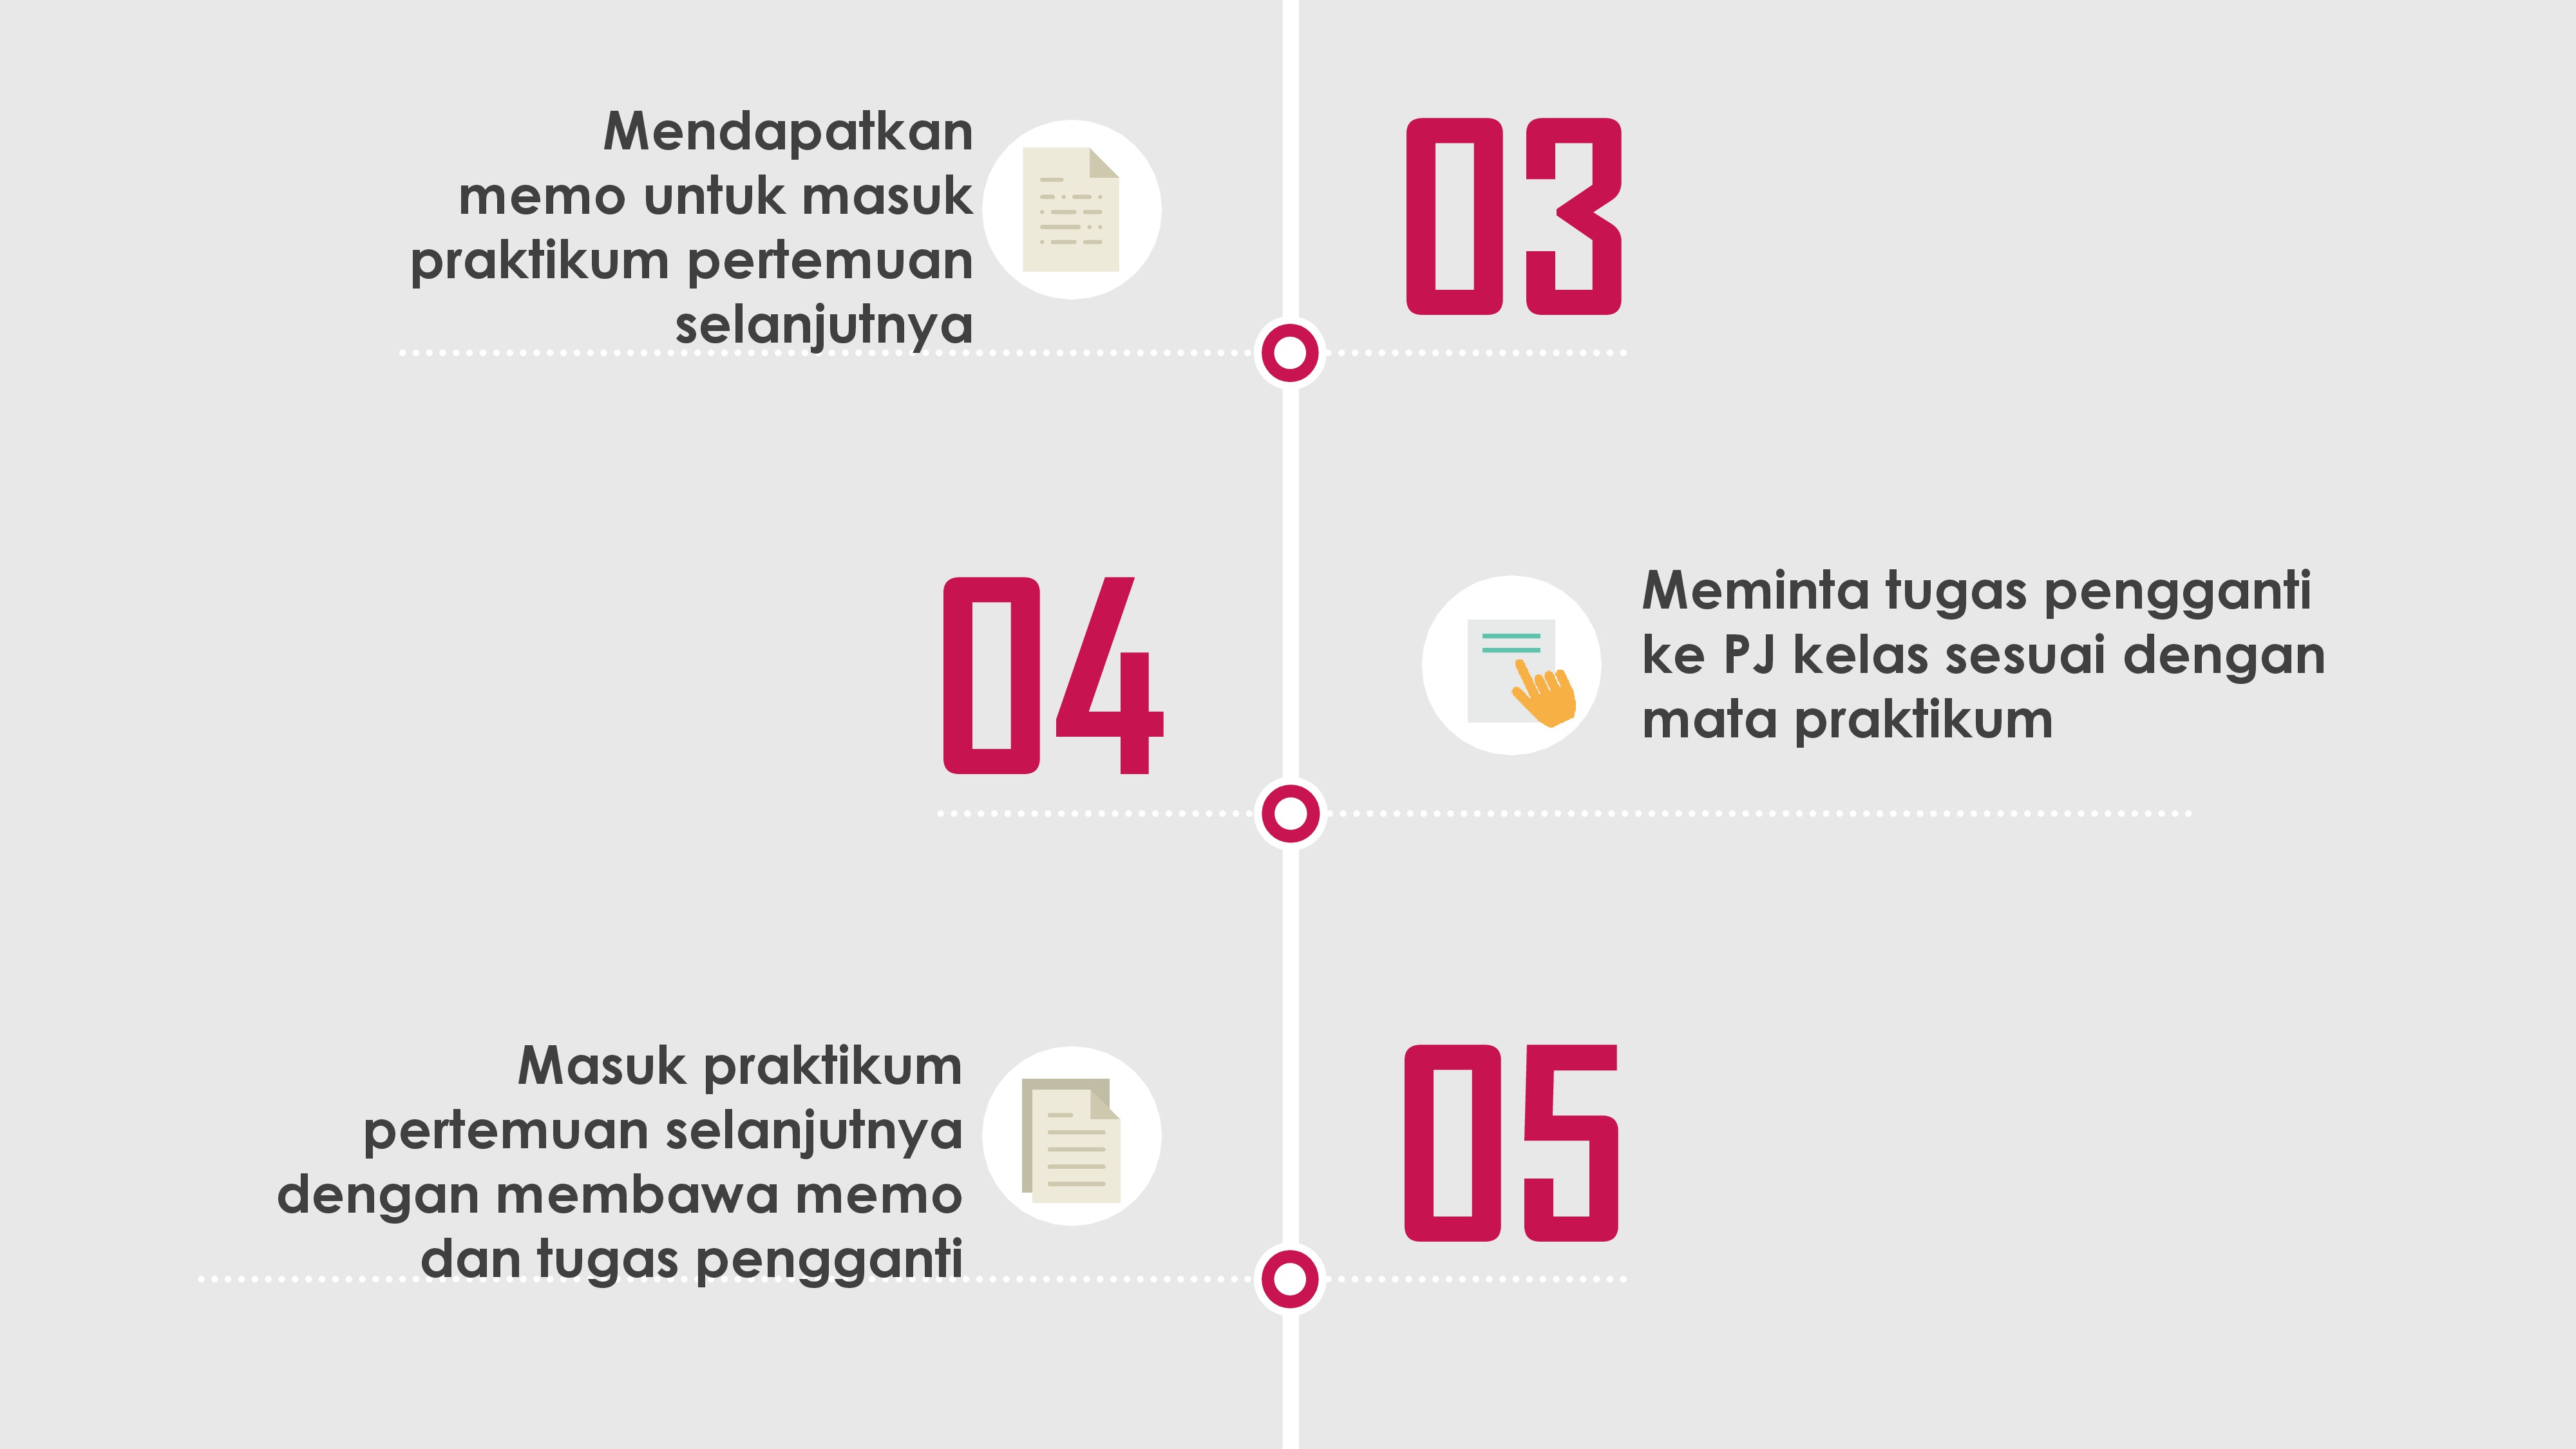 Mendapatkan
memo untuk masuk
praktikum pertemuan
selanjutnya
03
04
Meminta tugas pengganti
ke PJ kelas sesuai dengan
mata praktikum
Masuk praktikum
pertemuan selanjutnya
dengan membawa memo
dan tugas pengganti
05